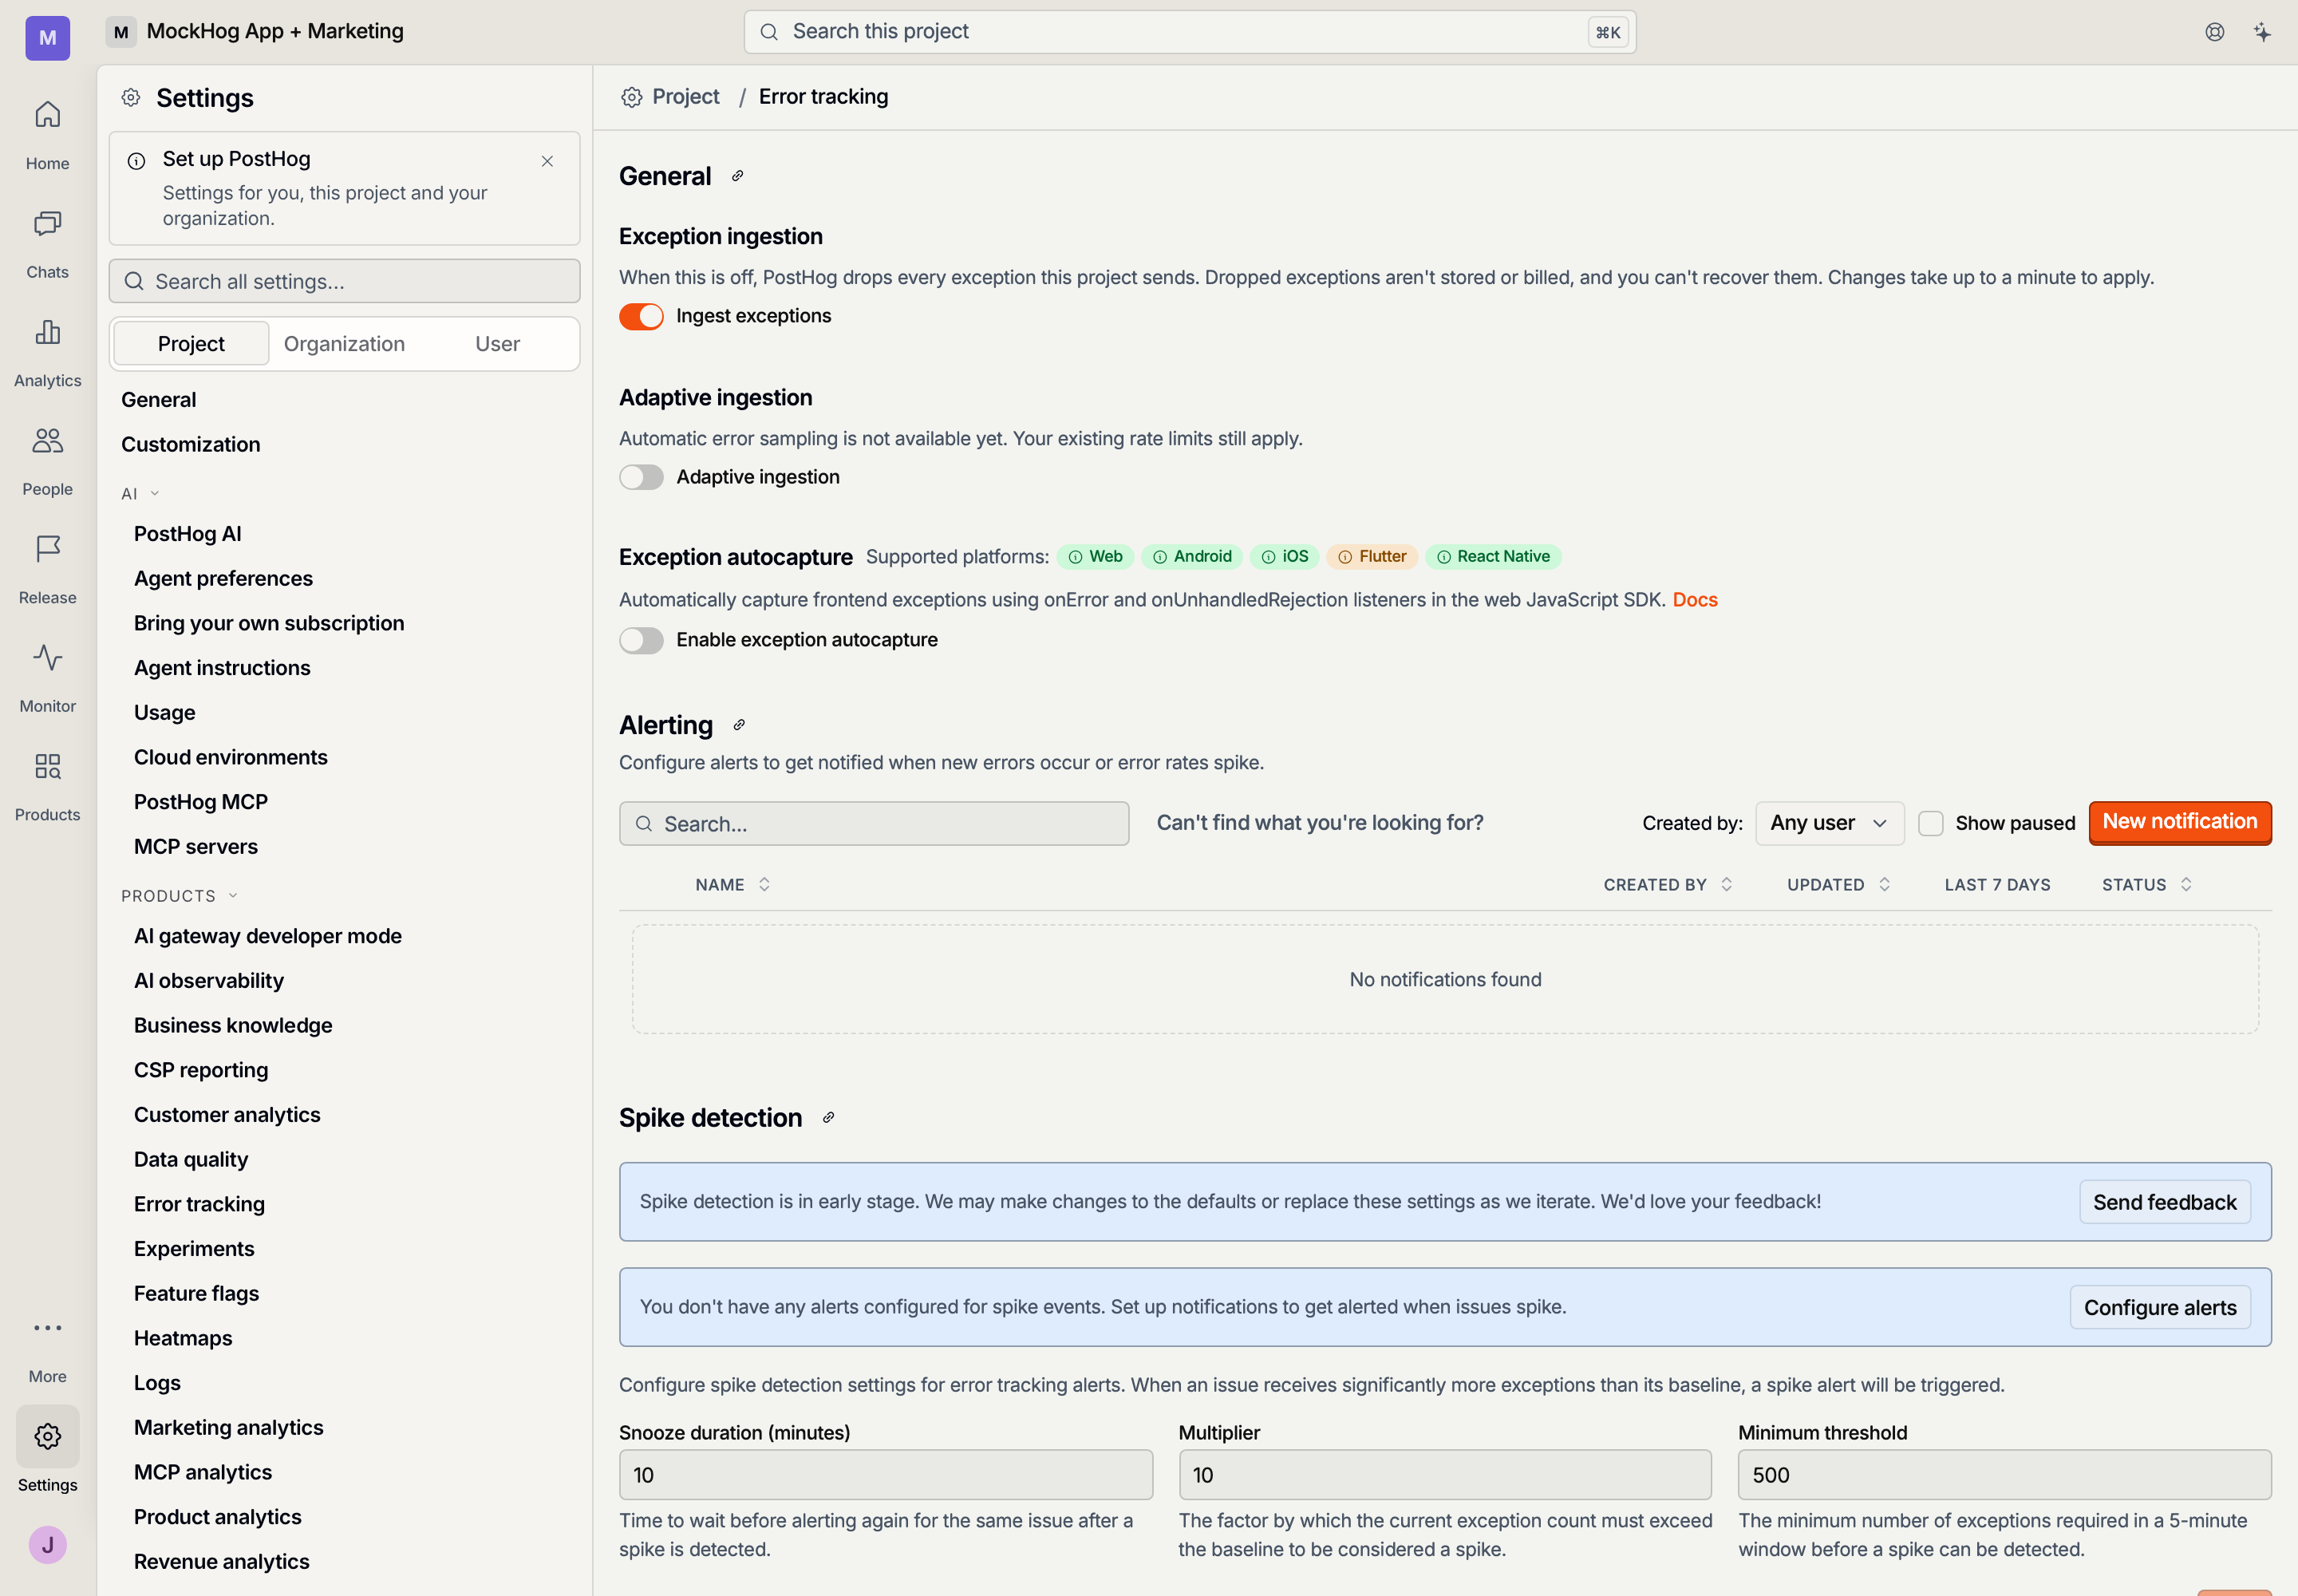 M
M MockHog App + Marketing
Search this project
⌘K
Home
Chats
Analytics
People
Release
Monitor
Products
More
Settings
J
Settings
Set up PostHog
Settings for you, this project and your
organization.
Search all settings...
Project Organization User
General
Customization
AI
PostHog AI
Agent preferences
Bring your own subscription
Agent instructions
Usage
Cloud environments
PostHog MCP
MCP servers
PRODUCTS
AI gateway developer mode
AI observability
Business knowledge
CSP reporting
Customer analytics
Data quality
Error tracking
Experiments
Feature flags
Heatmaps
Logs
Marketing analytics
MCP analytics
Product analytics
Revenue analytics
Project / Error tracking
General
Exception ingestion
When this is off, PostHog drops every exception this project sends. Dropped exceptions aren't stored or billed, and you can't recover them. Changes take up to a minute to apply.
Ingest exceptions
Adaptive ingestion
Automatic error sampling is not available yet. Your existing rate limits still apply.
Adaptive ingestion
Exception autocapture Supported platforms: Web Android iOS Flutter React Native
Automatically capture frontend exceptions using onError and onUnhandledRejection listeners in the web JavaScript SDK. Docs
Enable exception autocapture
Alerting
Configure alerts to get notified when new errors occur or error rates spike.
Search... Can't find what you're looking for? Created by: Any user Show paused New notification
NAME CREATED BY UPDATED LAST 7 DAYS STATUS
No notifications found
Spike detection
Spike detection is in early stage. We may make changes to the defaults or replace these settings as we iterate. We'd love your feedback! Send feedback
You don't have any alerts configured for spike events. Set up notifications to get alerted when issues spike. Configure alerts
Configure spike detection settings for error tracking alerts. When an issue receives significantly more exceptions than its baseline, a spike alert will be triggered.
Snooze duration (minutes)
10
Time to wait before alerting again for the same issue after a
spike is detected.
Multiplier
10
The factor by which the current exception count must exceed
the baseline to be considered a spike.
Minimum threshold
500
The minimum number of exceptions required in a 5-minute
window before a spike can be detected.